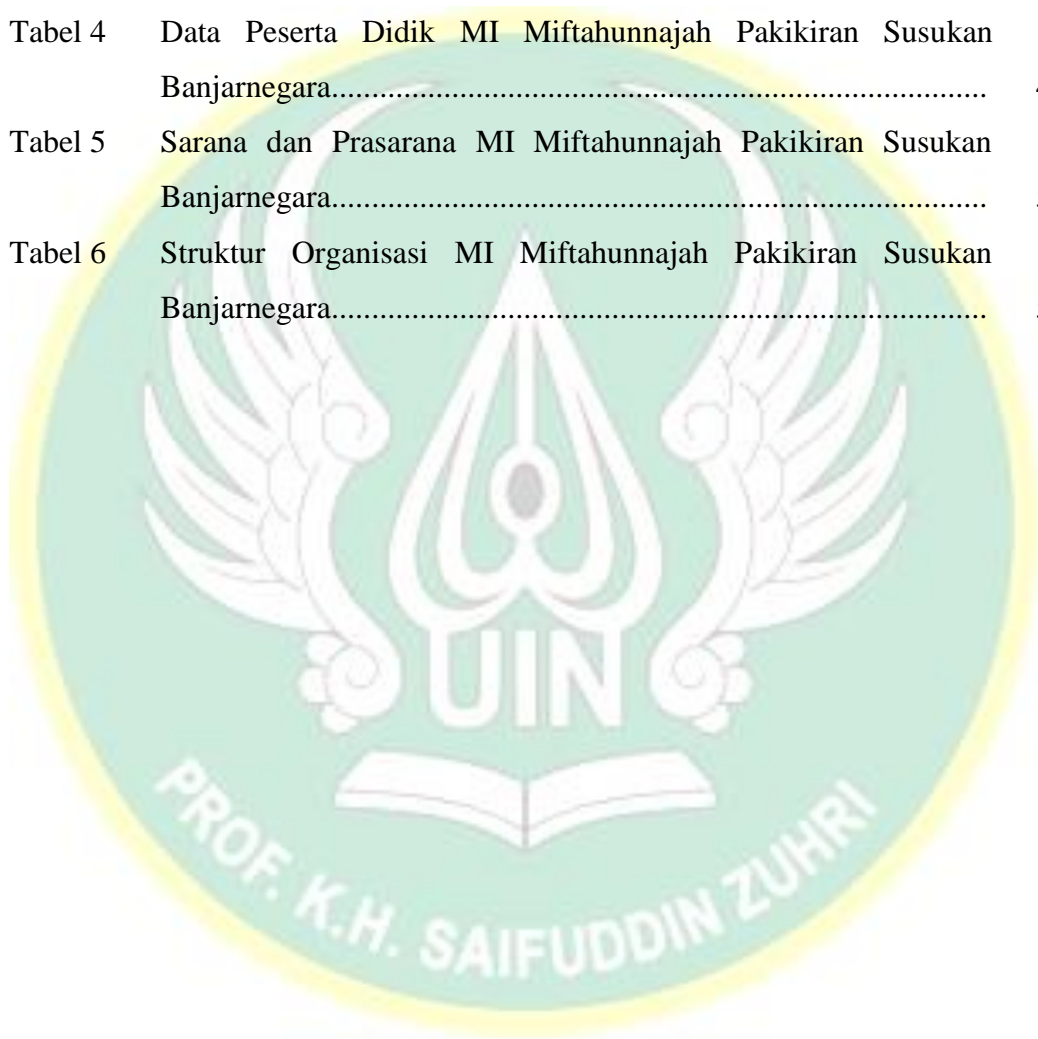 Tabel 4 Data Peserta Didik MI Miftahunnajah Pakikiran Susukan
Banjarnegara....................................................................................
Tabel 5 Sarana dan Prasarana MI Miftahunnajah Pakikiran Susukan
Banjarnegara....................................................................................
Tabel 6 Struktur Organisasi MI Miftahunnajah Pakikiran Susukan
Banjarnegara....................................................................................
UIN
PROF. K.H. SAIFUDDIN ZUHRI